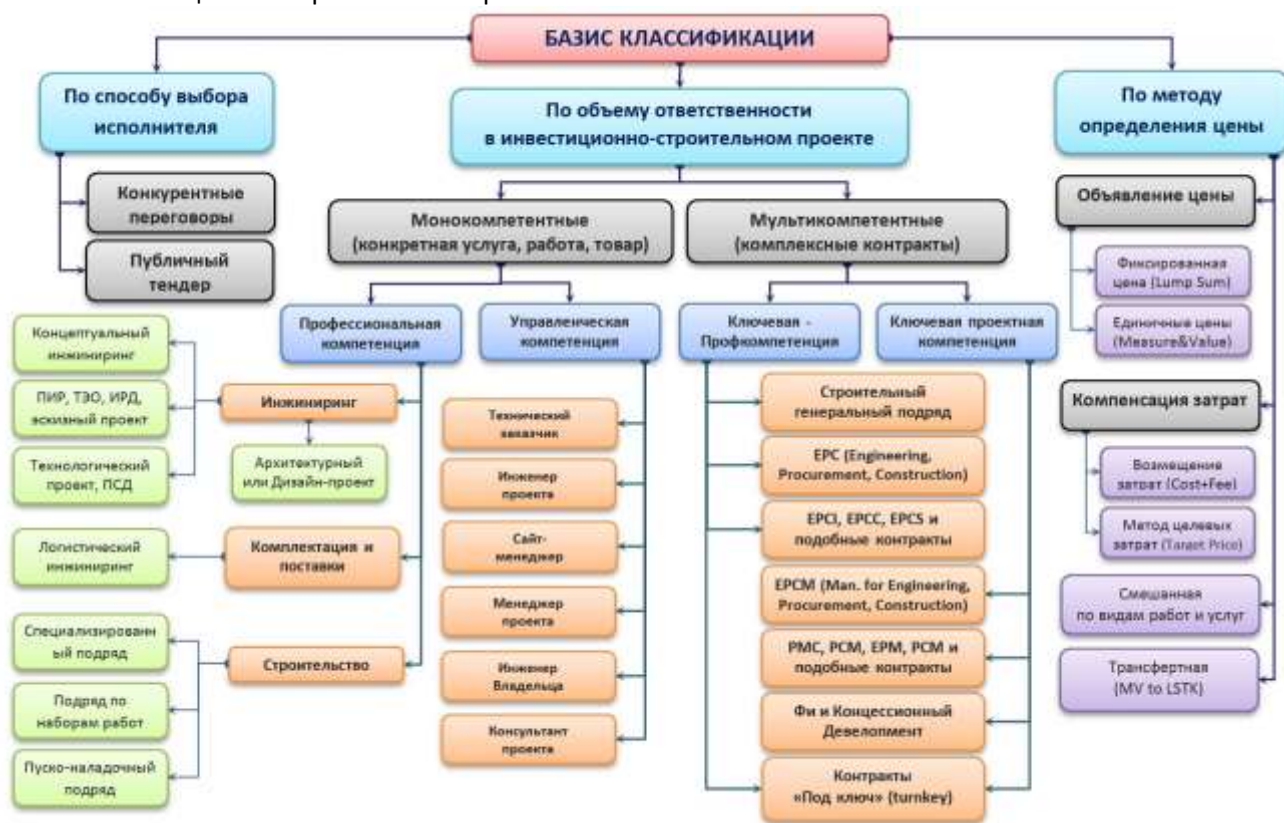 БАЗИС КЛАССИФИКАЦИИ
По способу выбора
исполнителя
Конкурентные
переговоры
Публичный
тендер
По объему ответственности
в инвестиционно-строительном проекте
Монокомпетентные
(конкретная услуга, работа, товар)
Мультикомпетентные
(комплексные контракты)
Профессиональная
компетенция
Управленческая
компетенция
Ключевая -
Профкомпетенция
Ключевая проектная
компетенция
Концептуальный
инжиниринг
ПИР, ТЭО, ИРД,
эскизный проект
Технологический
проект, ПСД
Инжиниринг
Архитектурный
или Дизайн-проект
Логистический
инжиниринг
Комплектация и
поставки
Специализированн
ый подряд
Подряд по
наборам работ
Пуско-наладочный
подряд
Строительство
Технический
заказчик
Инженер
проекта
Сайт-
менеджер
Менеджер
проекта
Инженер
Владельца
Консультант
проекта
Строительный
генеральный подряд
EPC (Engineering,
Procurement, Construction)
EPCI, EPCC, EPCS и
подобные контракты
EPCM (Man. for Engineering,
Procurement, Construction)
PMC, PCM, EPM, PCM и
подобные контракты
Фи и Концессионный
Девелопмент
Контракты
«Под ключ» (turnkey)
По методу
определения цены
Объявление цены
Фиксированная
цена (Lump Sum)
Единичные цены
(Measure&Value)
Компенсация затрат
Возмещение
затрат (Cost+Fee)
Метод целевых
затрат (Target Price)
Смешанная
по видам работ и услуг
Трансфертная
(MV to LSTK)